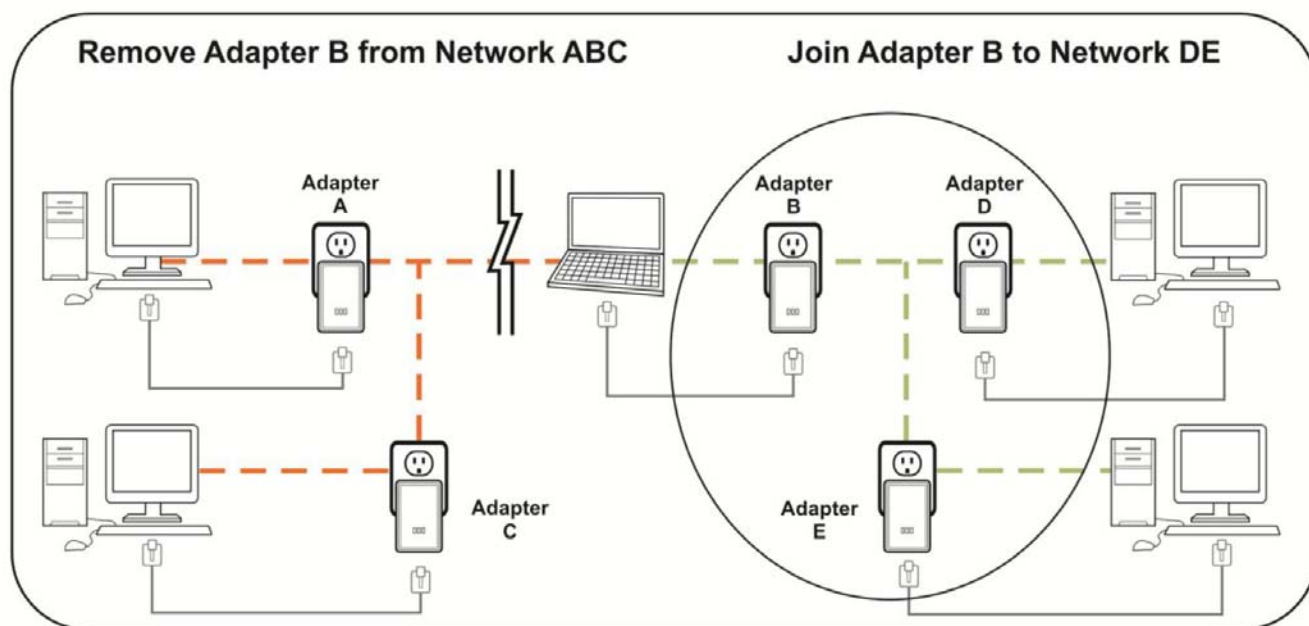 Remove Adapter B from Network ABC
Join Adapter B to Network DE
Adapter
A
Adapter
B
Adapter
D
Adapter
C
Adapter
E